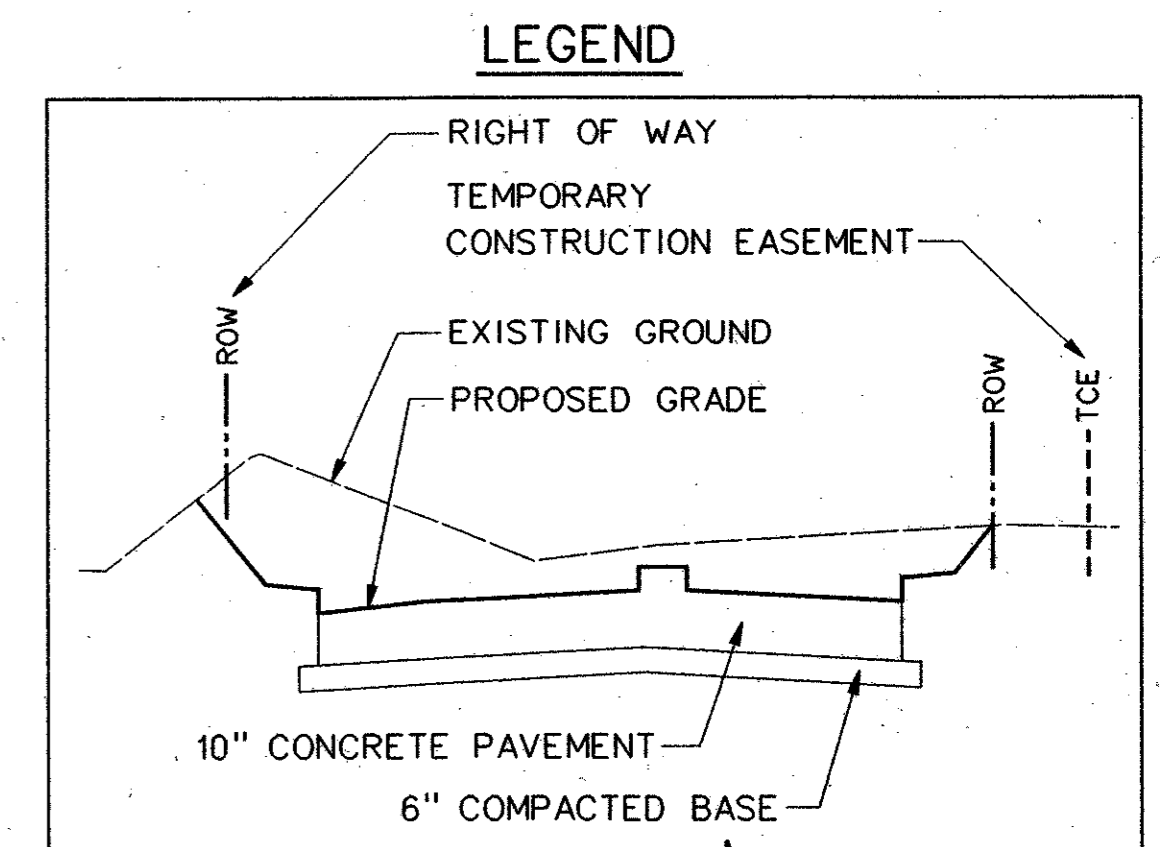 LEGEND
RIGHT OF WAY
TEMPORARY
CONSTRUCTION EASEMENT
ROW
EXISTING GROUND
ROW
TCE
PROPOSED GRADE
10" CONCRETE PAVEMENT
6" COMPACTED BASE